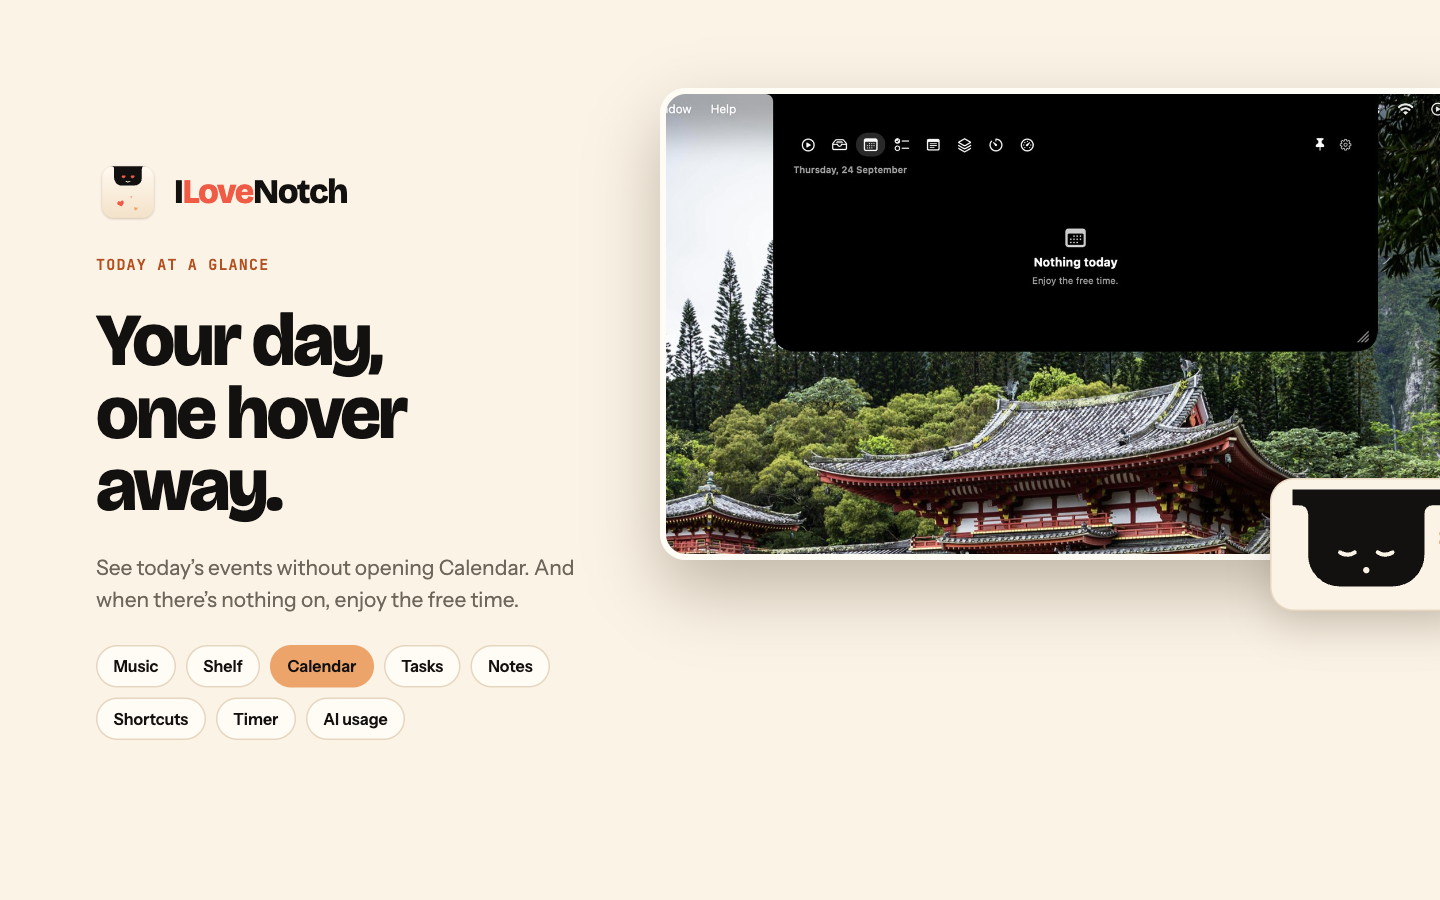 ILoveNotch
TODAY AT A GLANCE
Your day,
one hover
away.
See today’s events without opening Calendar. And
when there’s nothing on, enjoy the free time.
Music Shelf Calendar Tasks Notes
Shortcuts Timer AI usage
Help
Thursday, 24 September
Nothing today
Enjoy the free time.